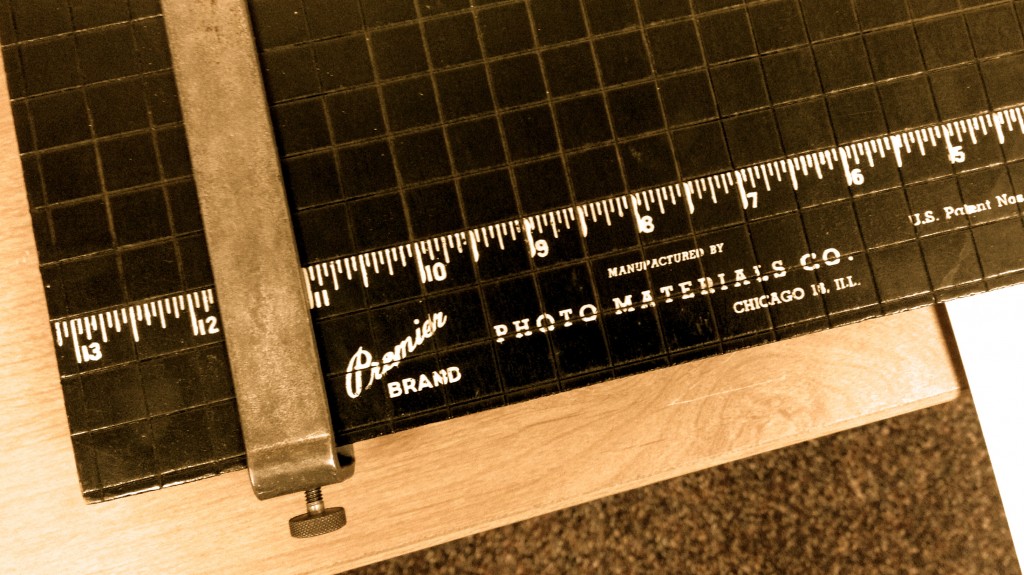 13 12 11 10 9 8 7 6 5
Premier
BRAND
MANUFACTURED BY
PHOTO MATERIALS CO.
CHICAGO 18, ILL.
U.S. Patent Nos